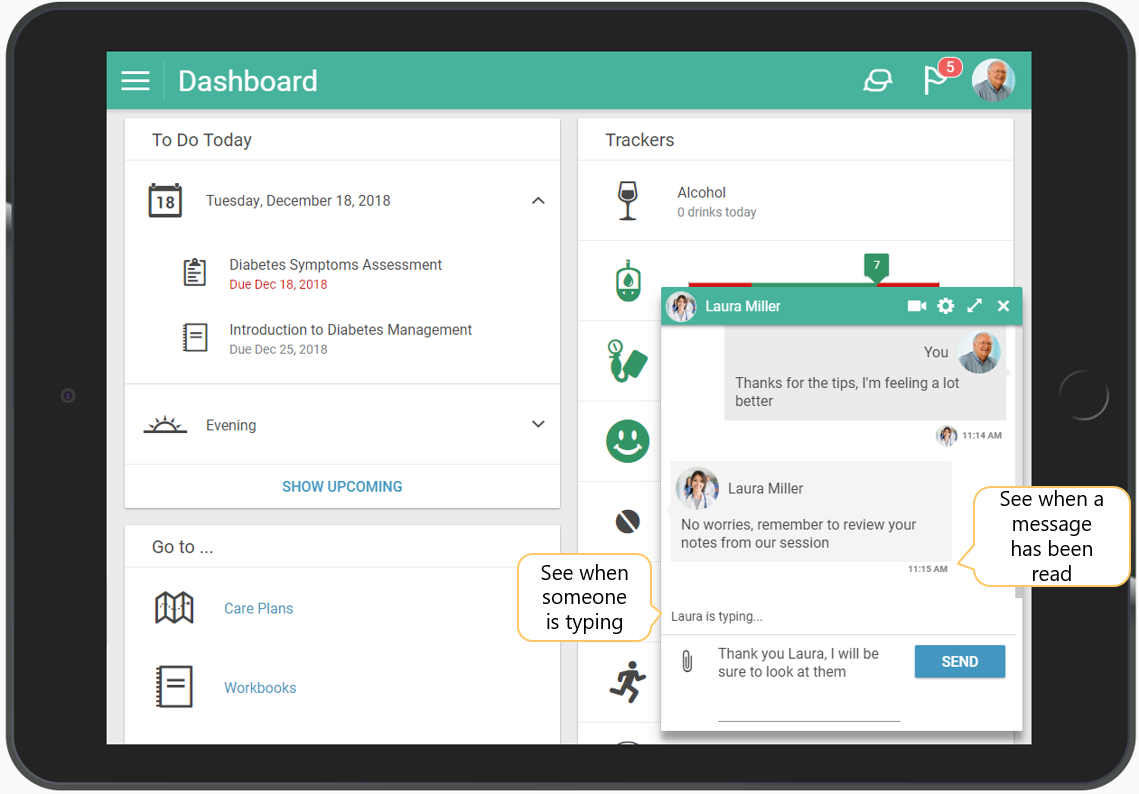 Dashboard
5
To Do Today
18
Tuesday, December 18, 2018
Diabetes Symptoms Assessment
Due Dec 18, 2018
Introduction to Diabetes Management
Due Dec 25, 2018
Evening
SHOW UPCOMING
Go to ...
Care Plans
Workbooks
Trackers
Alcohol
0 drinks today
7
Laura Miller
You
Thanks for the tips, I'm feeling a lot
better
11:14 AM
Laura Miller
No worries, remember to review your
notes from our session
11:15 AM
Laura is typing...
Thank you Laura, I will be
sure to look at them
SEND
See when
someone
is typing
See when a
message
has been
read